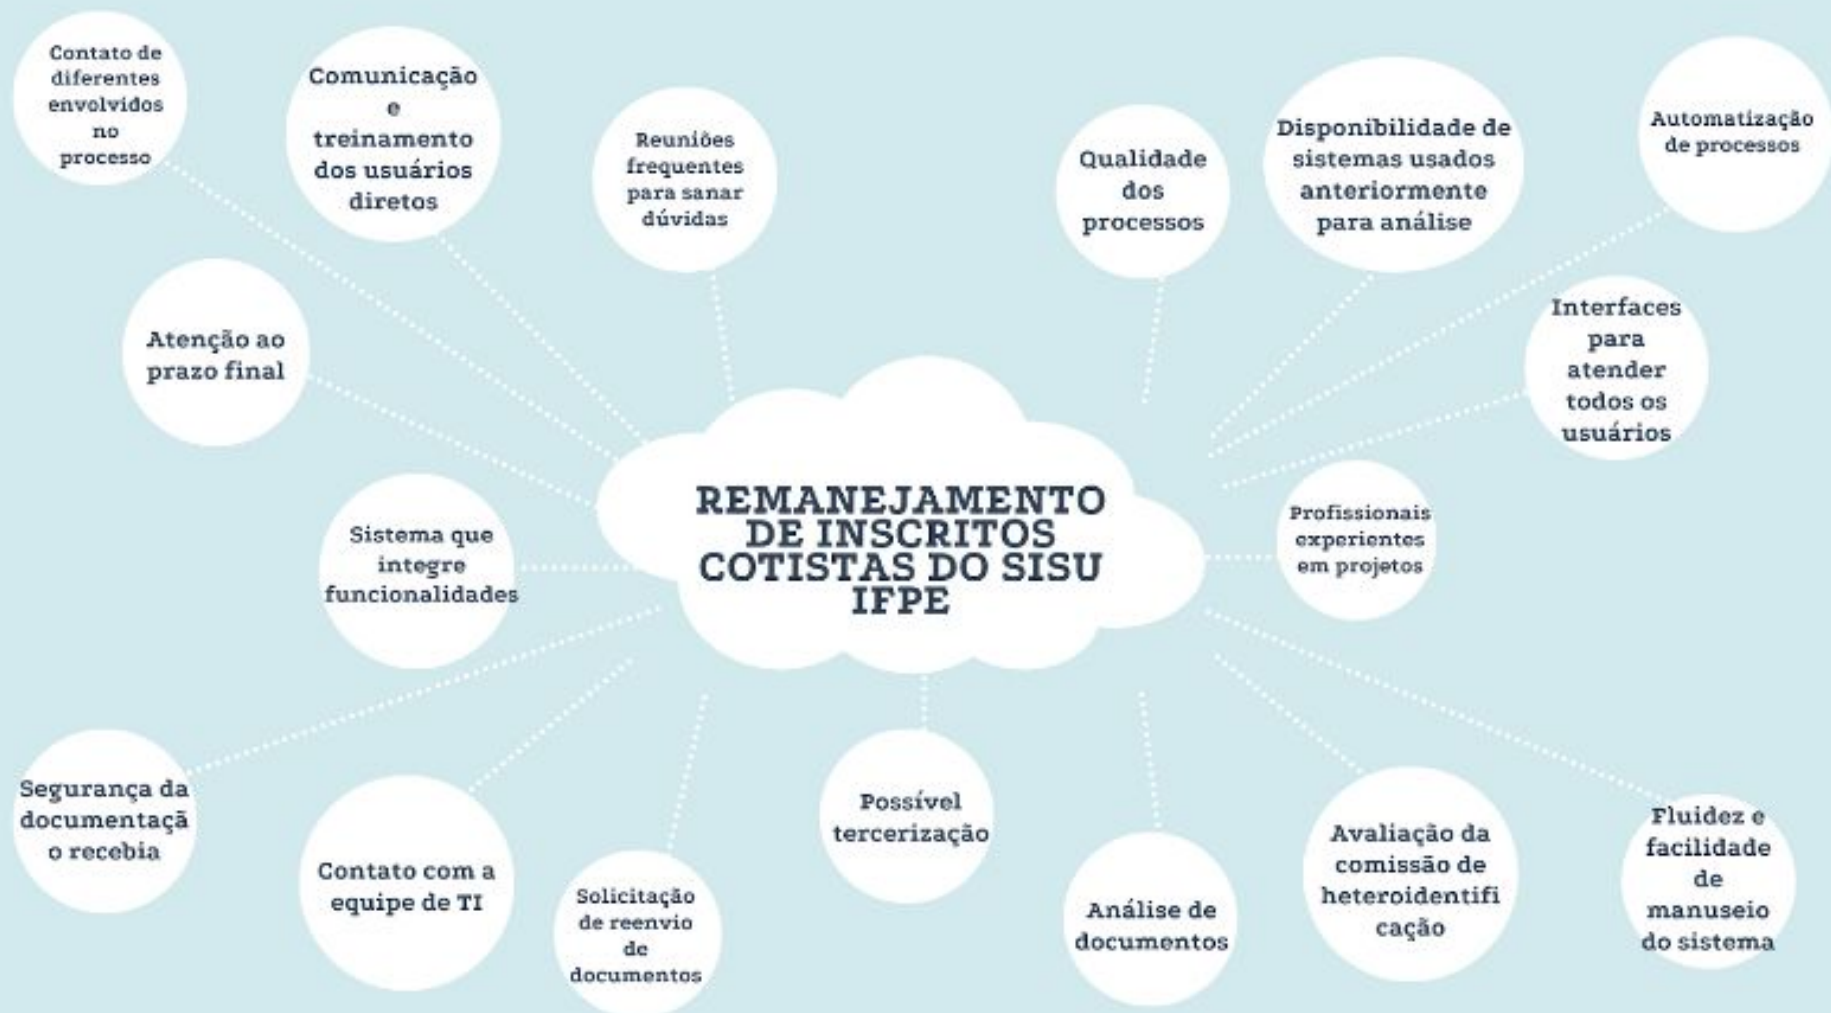 Contato de
diferentes
envolvidos
no
processo
Comunicação
e
treinamento
dos usuários
diretos
Reuniões
frequentes
para sanar
dúvidas
Qualidade
dos
processos
Disponibilidade de
sistemas usados
anteriormente
para análise
Automatização
de processos
Atenção ao
prazo final
Interfaces
para
atender
todos os
usuários
Sistema que
integre
funcionalidades
REMANEJAMENTO
DE INSCRITOS
COTISTAS DO SISU
IFPE
Profissionais
experientes
em projetos
Segurança da
documentaçã
o recebia
Contato com a
equipe de TI
Solicitação
de reenvio
de
documentos
Possível
tercerização
Análise de
documentos
Avaliação da
comissão de
heteroidentifi
cação
Fluidez e
facilidade
de
manuseio
do sistema